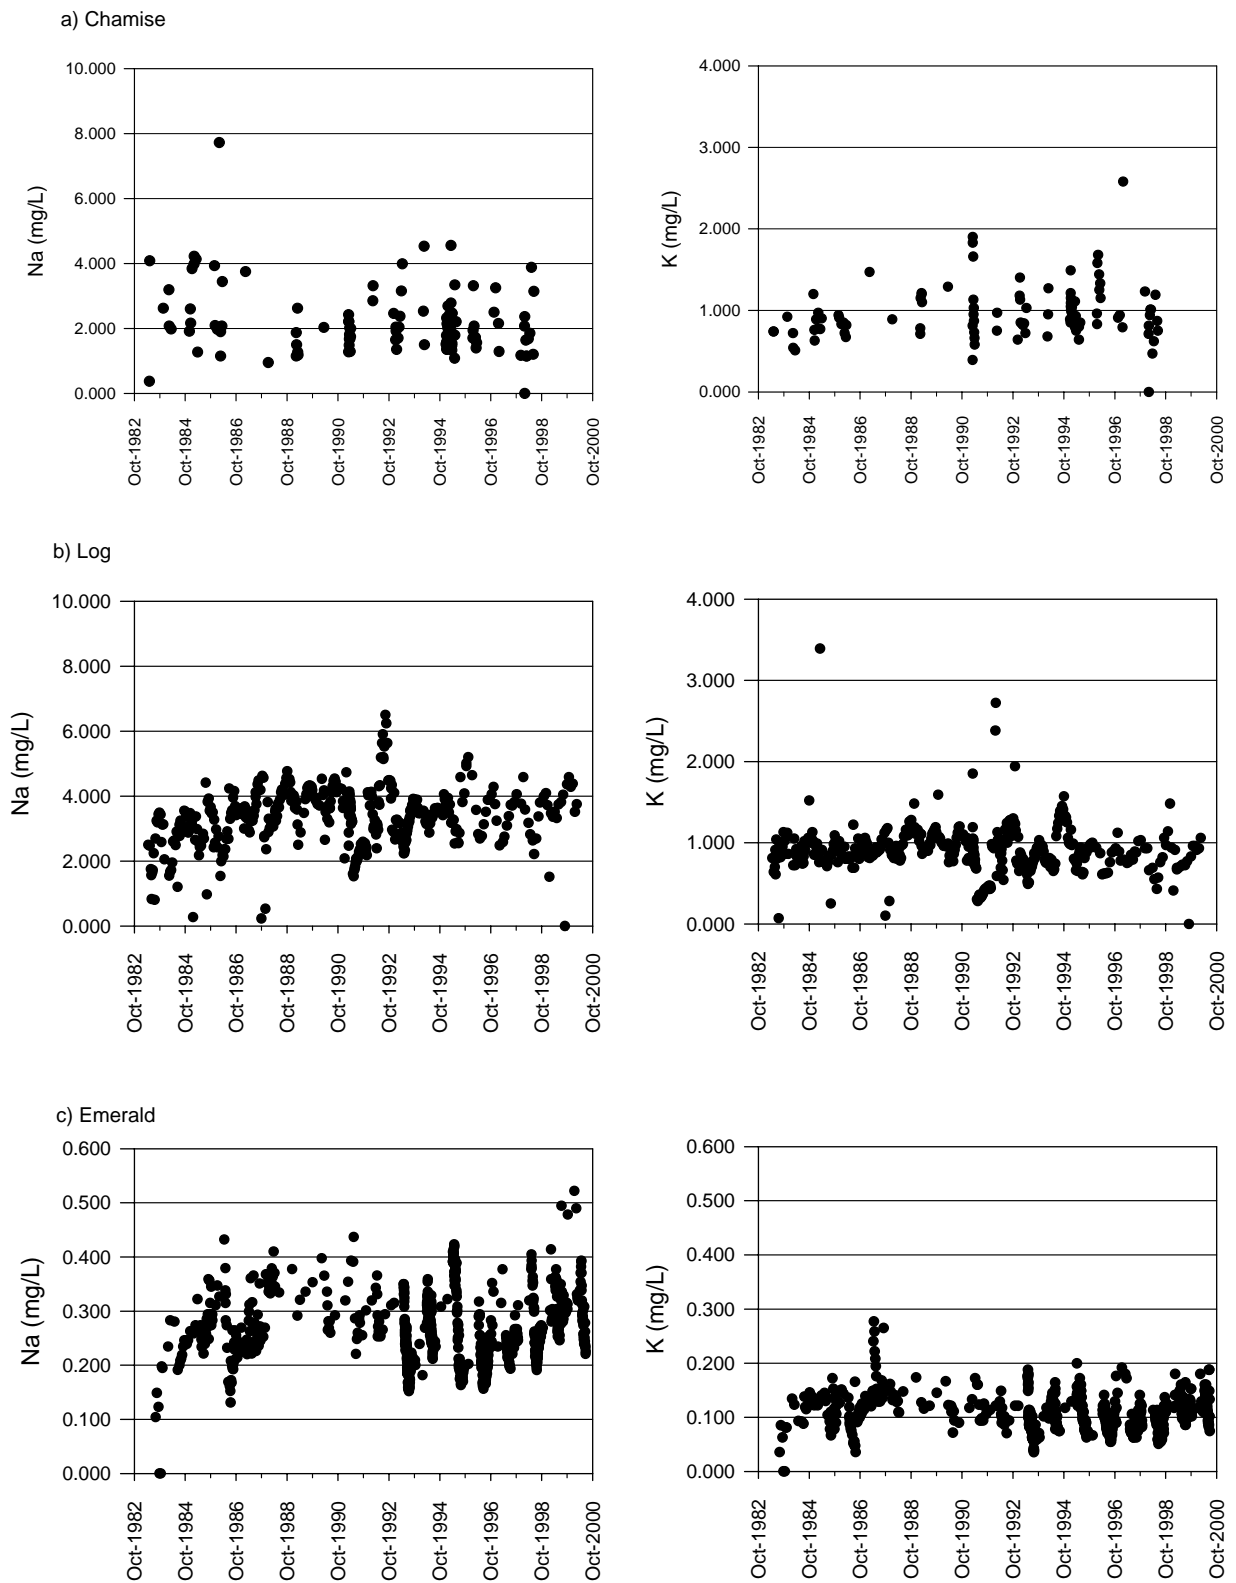 a) Chamise
10.000
8.000
6.000
4.000
2.000
0.000
Na (mg/L)
Oct-1982
Oct-1984
Oct-1986
Oct-1988
Oct-1990
Oct-1992
Oct-1994
Oct-1996
Oct-1998
Oct-2000
4.000
3.000
2.000
1.000
0.000
K (mg/L)
Oct-1982
Oct-1984
Oct-1986
Oct-1988
Oct-1990
Oct-1992
Oct-1994
Oct-1996
Oct-1998
Oct-2000
b) Log
10.000
8.000
6.000
4.000
2.000
0.000
Na (mg/L)
Oct-1982
Oct-1984
Oct-1986
Oct-1988
Oct-1990
Oct-1992
Oct-1994
Oct-1996
Oct-1998
Oct-2000
4.000
3.000
2.000
1.000
0.000
K (mg/L)
Oct-1982
Oct-1984
Oct-1986
Oct-1988
Oct-1990
Oct-1992
Oct-1994
Oct-1996
Oct-1998
Oct-2000
c) Emerald
0.600
0.500
0.400
0.300
0.200
0.100
0.000
Na (mg/L)
Oct-1982
Oct-1984
Oct-1986
Oct-1988
Oct-1990
Oct-1992
Oct-1994
Oct-1996
Oct-1998
Oct-2000
0.600
0.500
0.400
0.300
0.200
0.100
0.000
K (mg/L)
Oct-1982
Oct-1984
Oct-1986
Oct-1988
Oct-1990
Oct-1992
Oct-1994
Oct-1996
Oct-1998
Oct-2000